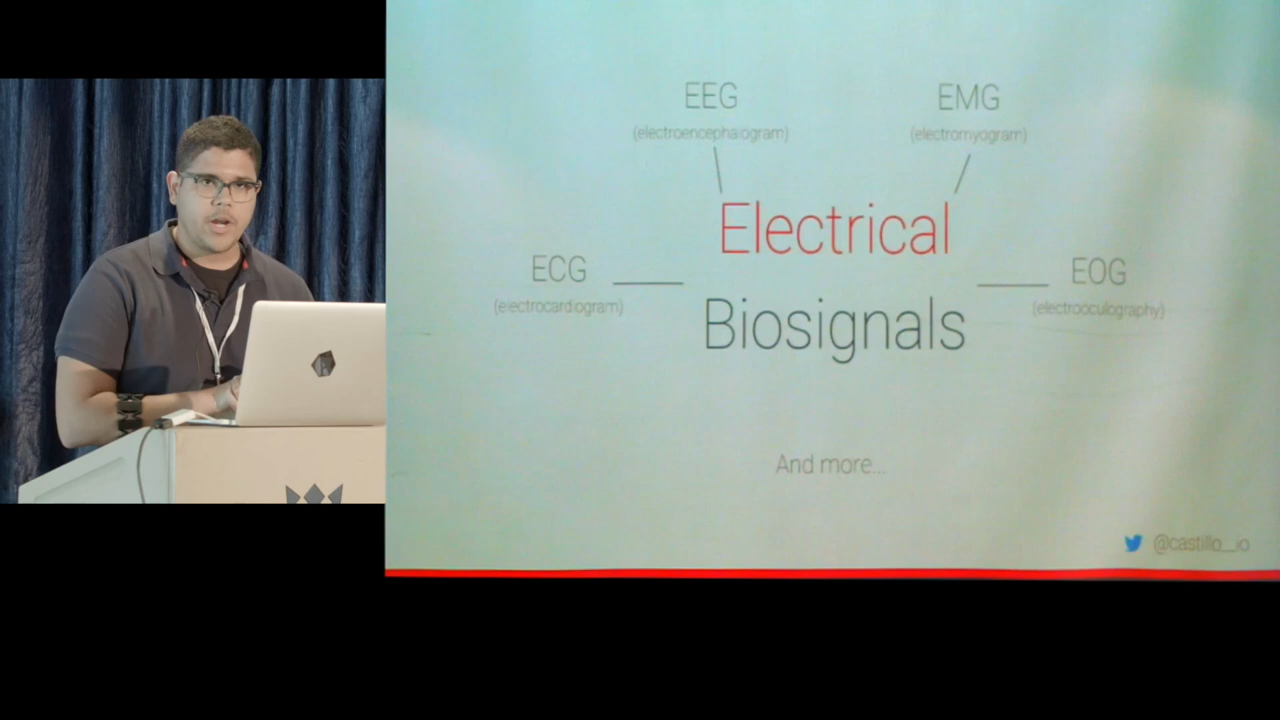 EEG
(electroencephalogram)
EMG
(electromyogram)
Electrical
Biosignals
ECG
(electrocardiogram)
EOG
(electrooculography)
And more...
@castillo__io